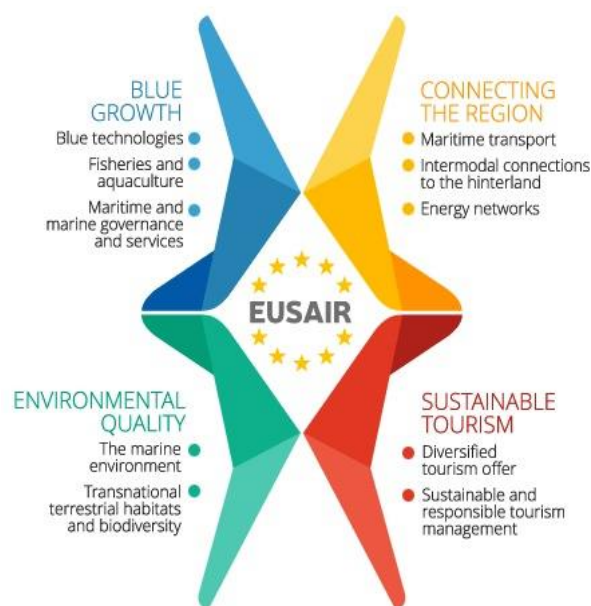 BLUE
GROWTH
Blue technologies
Fisheries and
aquaculture
Maritime and
marine governance
and services
CONNECTING
THE REGION
Maritime transport
Intermodal connections
to the hinterland
Energy networks
EUSAIR
ENVIRONMENTAL
QUALITY
The marine
environment
Transnational
terrestrial habitats
and biodiversity
SUSTAINABLE
TOURISM
Diversified
tourism offer
Sustainable and
responsible tourism
management